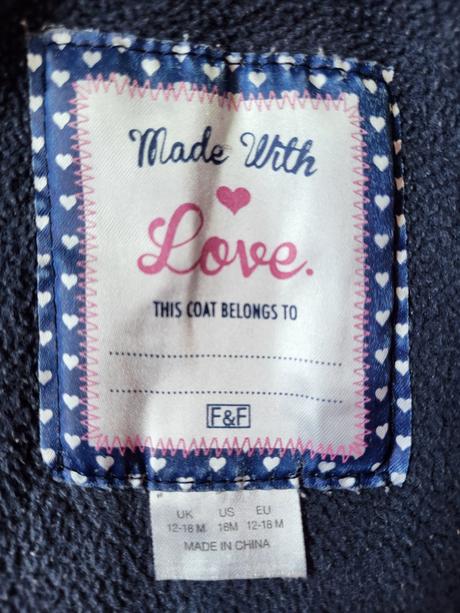 Made With
Love.
THIS COAT BELONGS TO
F&F
UK US EU
12-18 M 18M 12-18 M
MADE IN CHINA